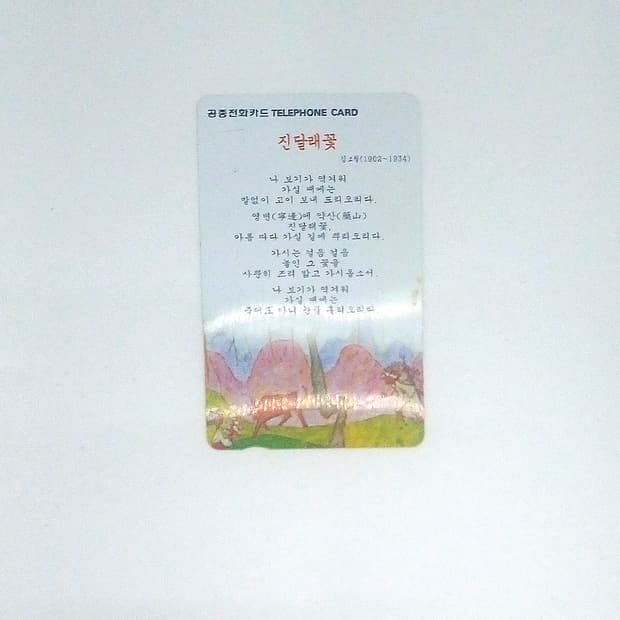 공중전화카드 TELEPHONE CARD
진달래꽃
김소월(1902-1934)
나 보기가 역겨워
가실 때에는
말없이 고이 보내 드리오리다.
영변(寧邊)에 약산(藥山)
진달래꽃,
아름 따다 가실 길에 뿌리오리다.
가시는 걸음 걸음
놓인 그 꽃을
사뿐히 즈려 밟고 가시옵소서.
나 보기가 역겨워
가실 때에는
죽어도 아니 눈물 흘리오리다